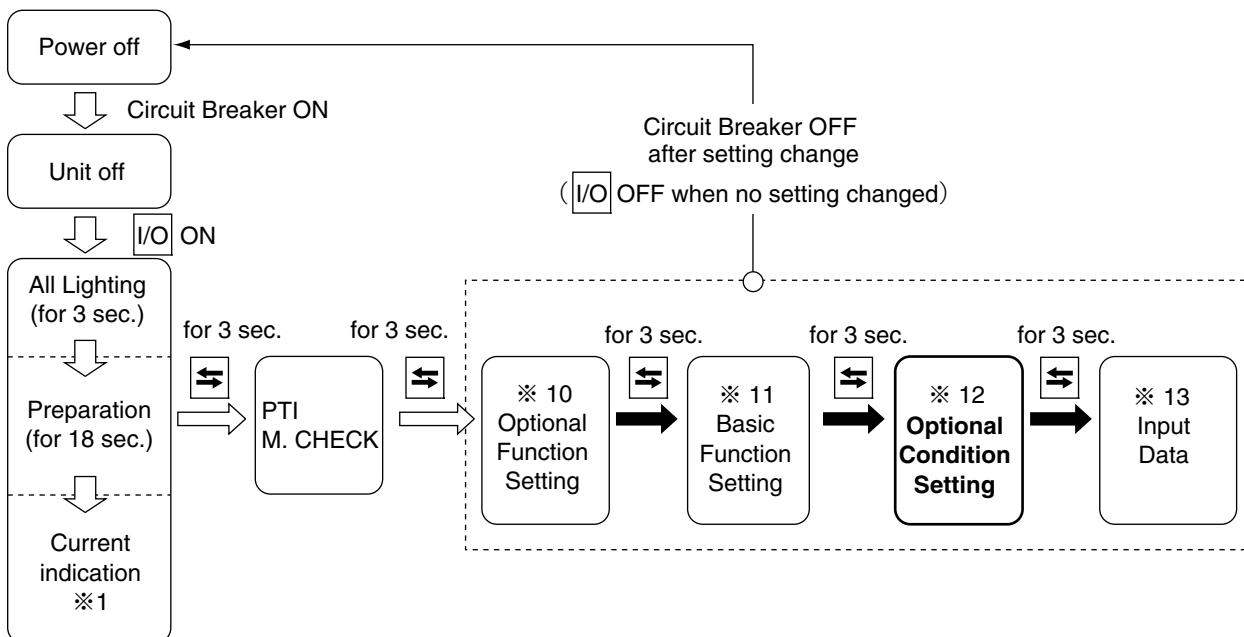 Power off
Circuit Breaker ON
Unit off
I/O ON
All Lighting
(for 3 sec.)
Preparation
(for 18 sec.)
Current
indication
※1
for 3 sec.
PTI
M. CHECK
for 3 sec.
Circuit Breaker OFF
after setting change
(I/O OFF when no setting changed)
※ 10
Optional
Function
Setting
for 3 sec.
※ 11
Basic
Function
Setting
for 3 sec.
※ 12
Optional
Condition
Setting
for 3 sec.
※ 13
Input
Data